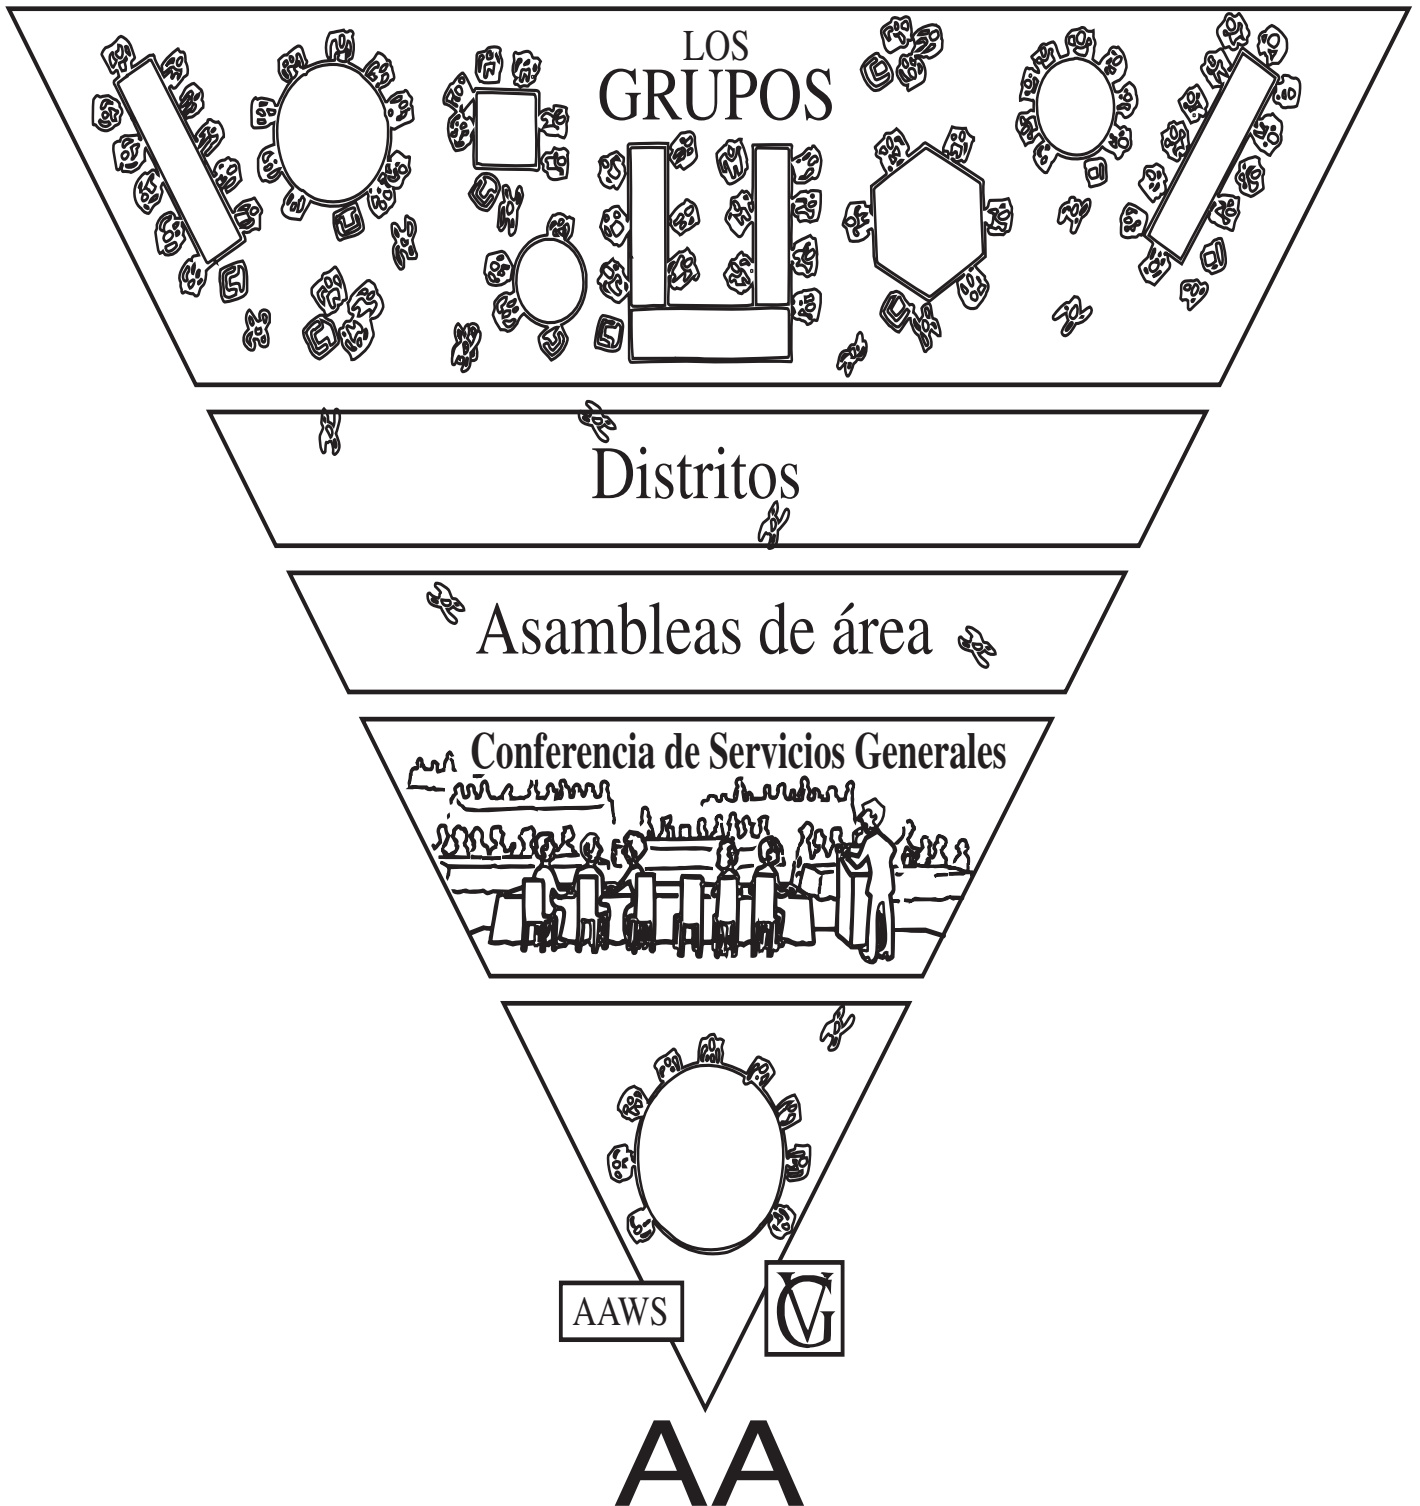 LOS
GRUPOS
Distritos
Asambleas de área
Conferencia de Servicios Generales
AAWS
GV
AA